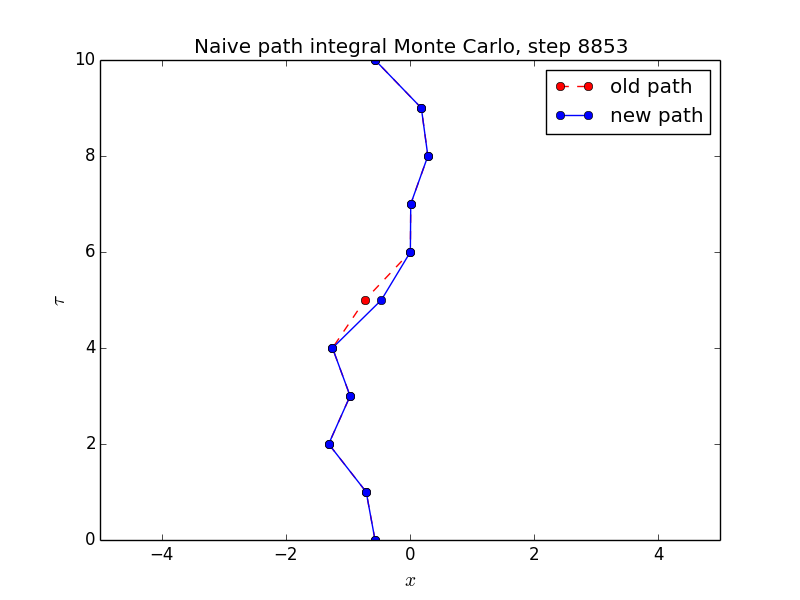 Naive path integral Monte Carlo, step 8853
10
8
6
4
2
0
τ
old path
new path
−4
−2
0
2
4
x